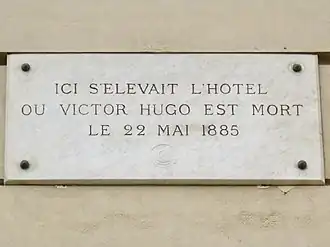 ICI S'ELEVAIT L'HOTEL
OU VICTOR HUGO EST MORT
LE 22 MAI 1885